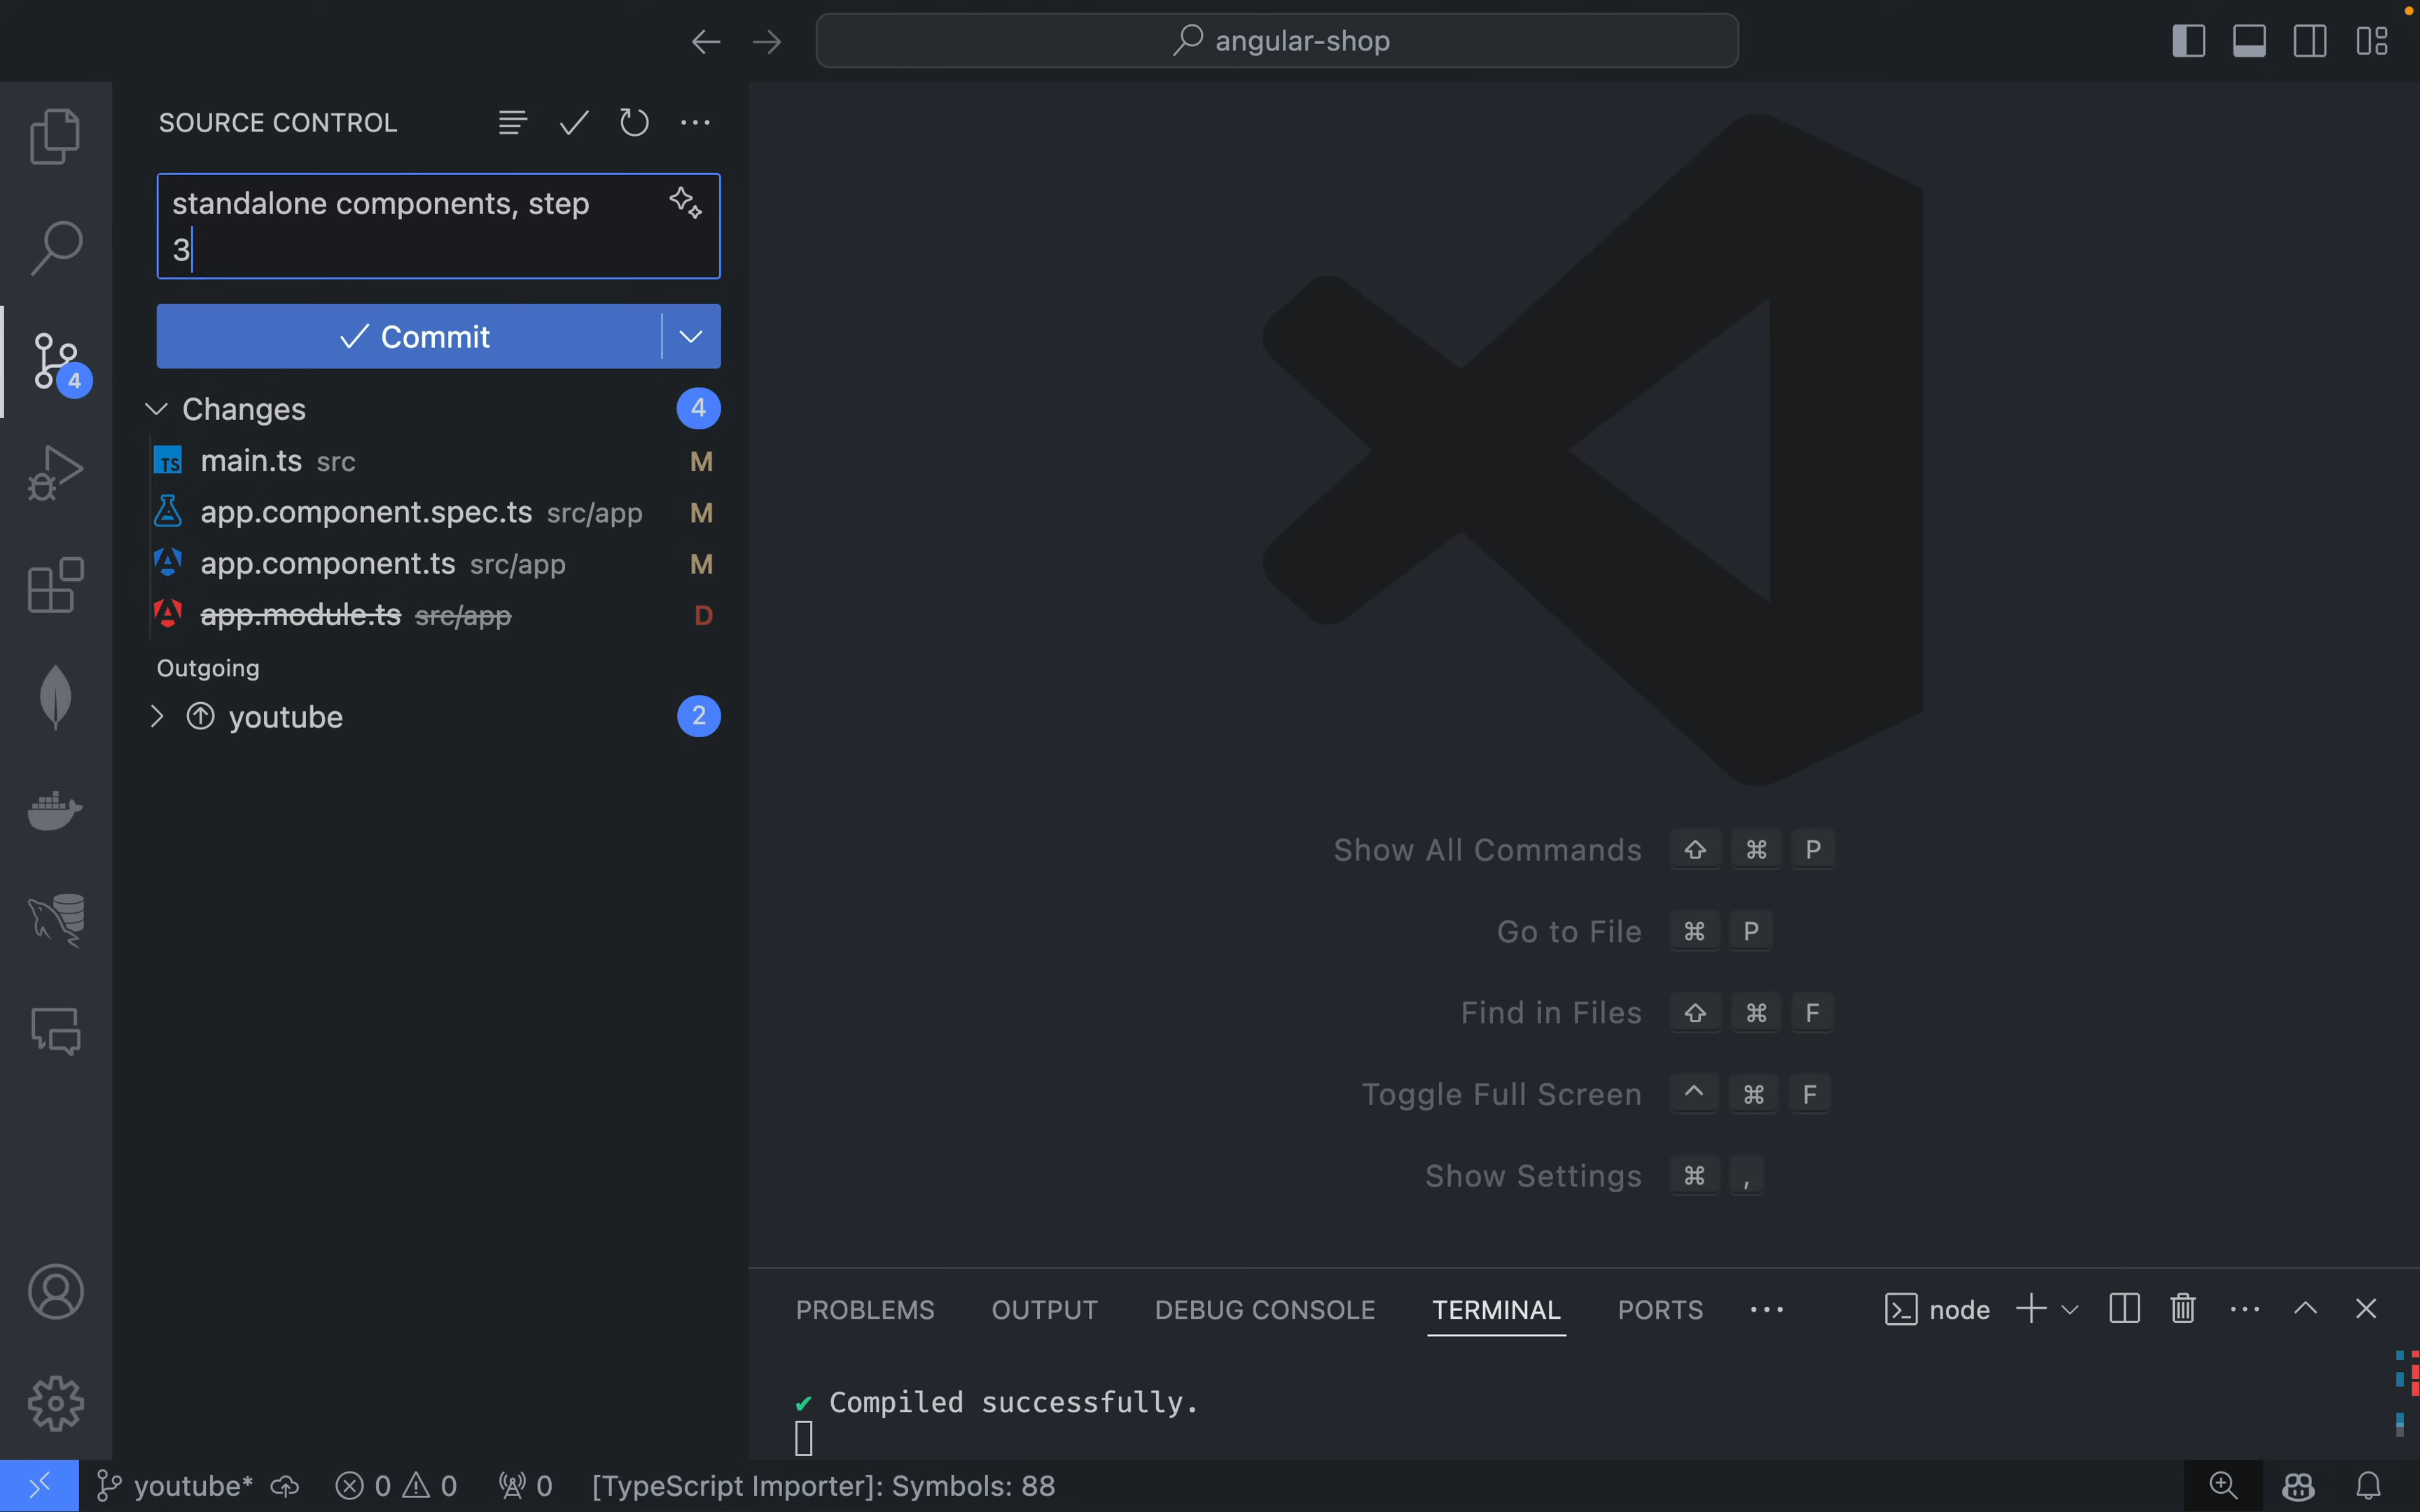 angular-shop
SOURCE CONTROL
standalone components, step
3
Commit
Changes 4
TS main.ts src M
app.component.spec.ts src/app M
app.component.ts src/app M
app.module.ts src/app D
Outgoing
youtube 2
4
Show All Commands ⇧ ⌘ P
Go to File ⌘ P
Find in Files ⇧ ⌘ F
Toggle Full Screen ^ ⌘ F
Show Settings ⌘ ,
PROBLEMS OUTPUT DEBUG CONSOLE TERMINAL PORTS node
✔ Compiled successfully.
youtube* 0 0 0 [TypeScript Importer]: Symbols: 88